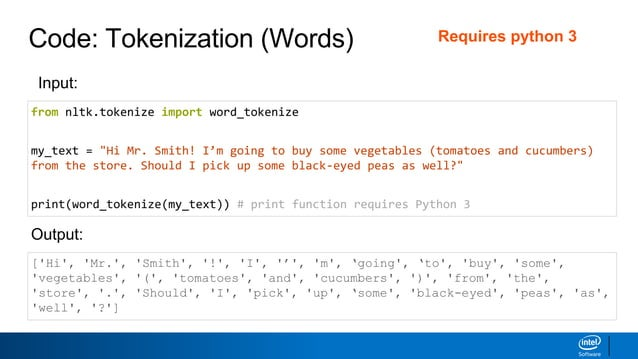 Code: Tokenization (Words)
Requires python 3
Input:
from nltk.tokenize import word_tokenize
my_text = "Hi Mr. Smith! I’m going to buy some vegetables (tomatoes and cucumbers)
from the store. Should I pick up some black-eyed peas as well?"
print(word_tokenize(my_text)) # print function requires Python 3
Output:
['Hi', 'Mr.', 'Smith', '!', 'I', '’', 'm', ‘going', ‘to', 'buy', 'some',
'vegetables', '(', 'tomatoes', 'and', 'cucumbers', ')', 'from', 'the',
'store', '.', 'Should', 'I', 'pick', 'up', ‘some', 'black-eyed', 'peas', 'as',
'well', '?']
intel
Software